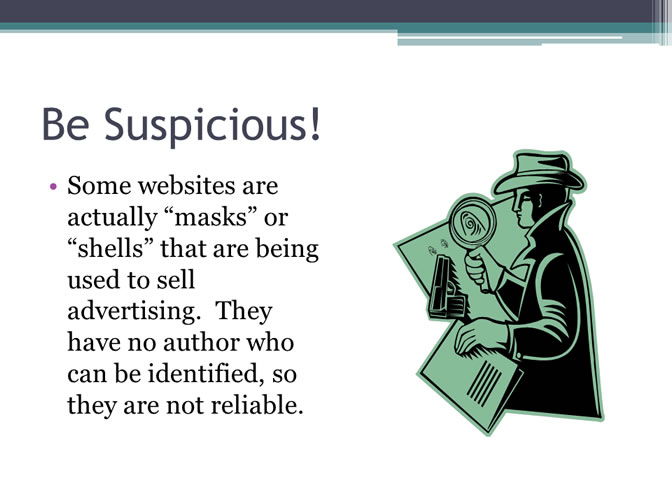 Be Suspicious!
• Some websites are
actually “masks” or
“shells” that are being
used to sell
advertising.  They
have no author who
can be identified, so
they are not reliable.